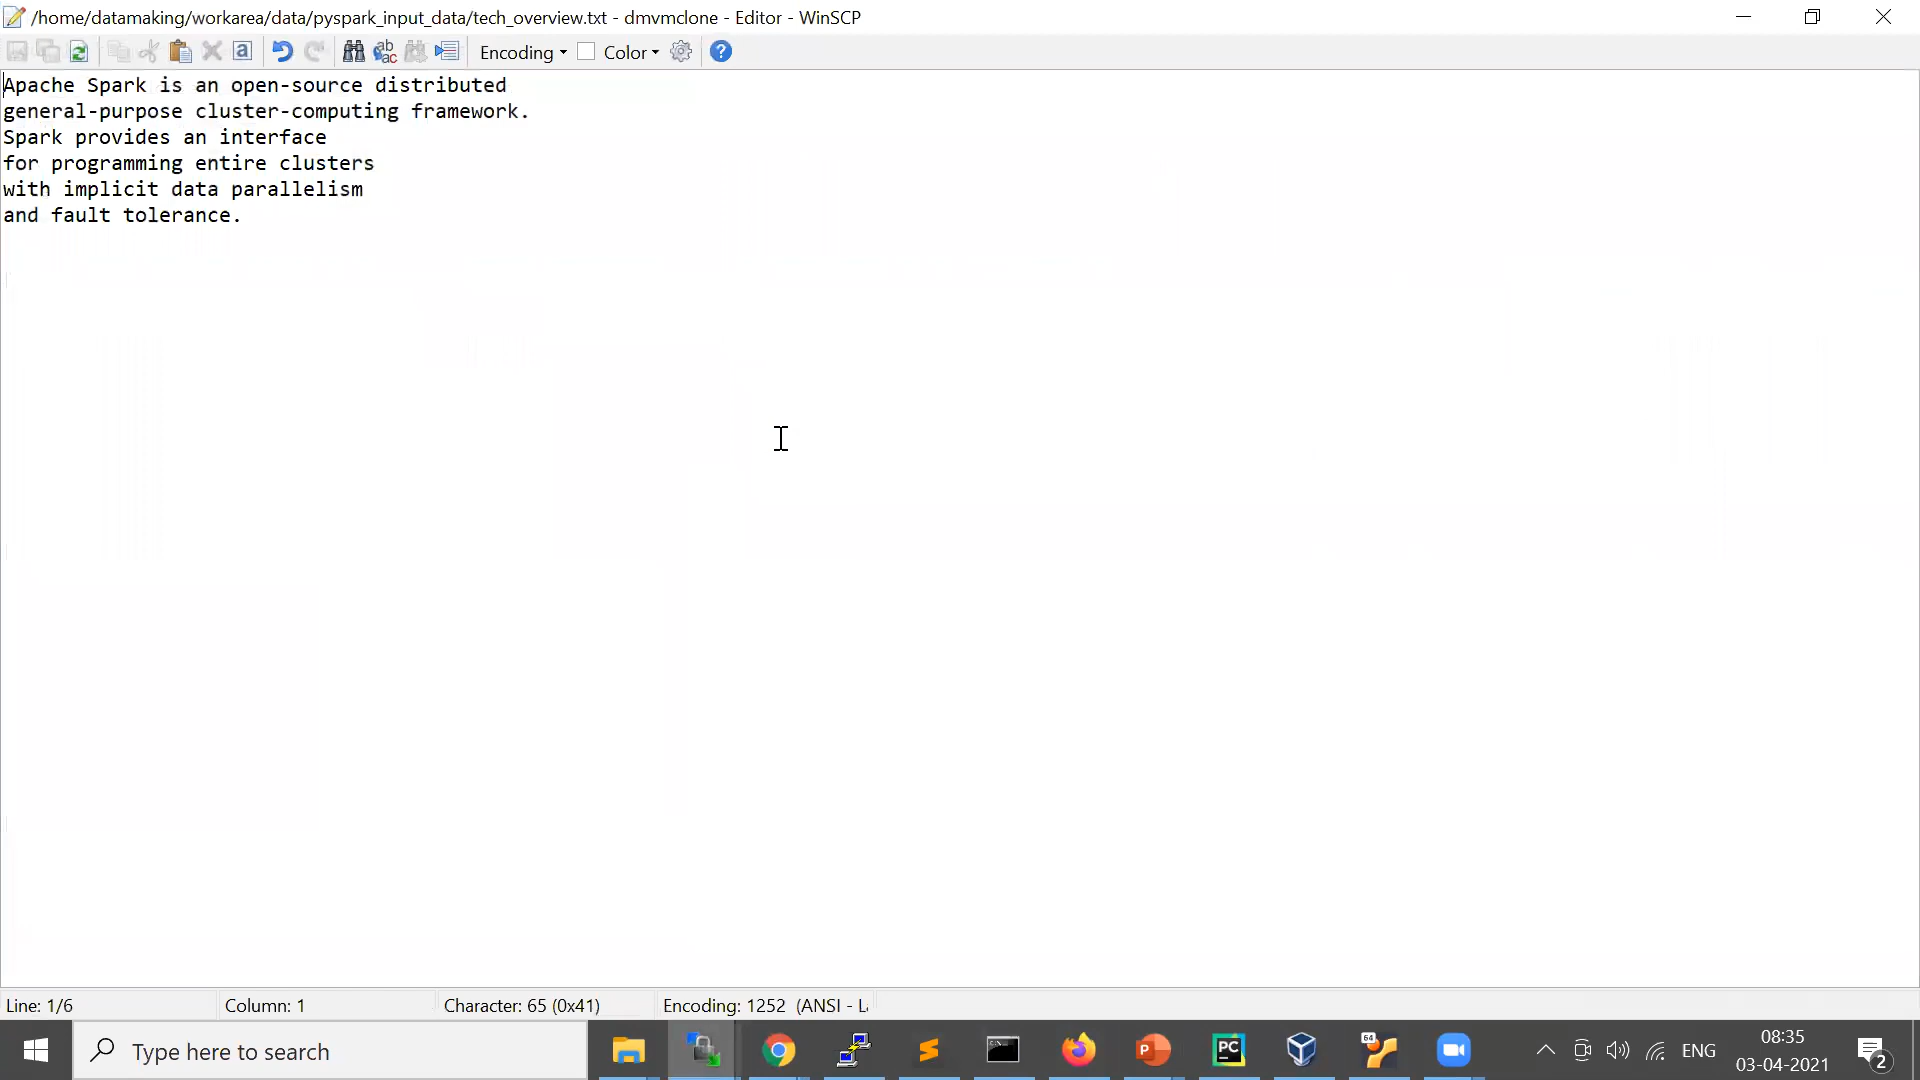 /home/datamaking/workarea/data/pyspark_input_data/tech_overview.txt - dmvmclone - Editor - WinSCP
Encoding Color
Apache Spark is an open-source distributed
general-purpose cluster-computing framework.
Spark provides an interface
for programming entire clusters
with implicit data parallelism
and fault tolerance.
Line: 1/6 Column: 1 Character: 65 (0x41) Encoding: 1252 (ANSI - L
Type here to search
ENG
08:35
03-04-2021
2